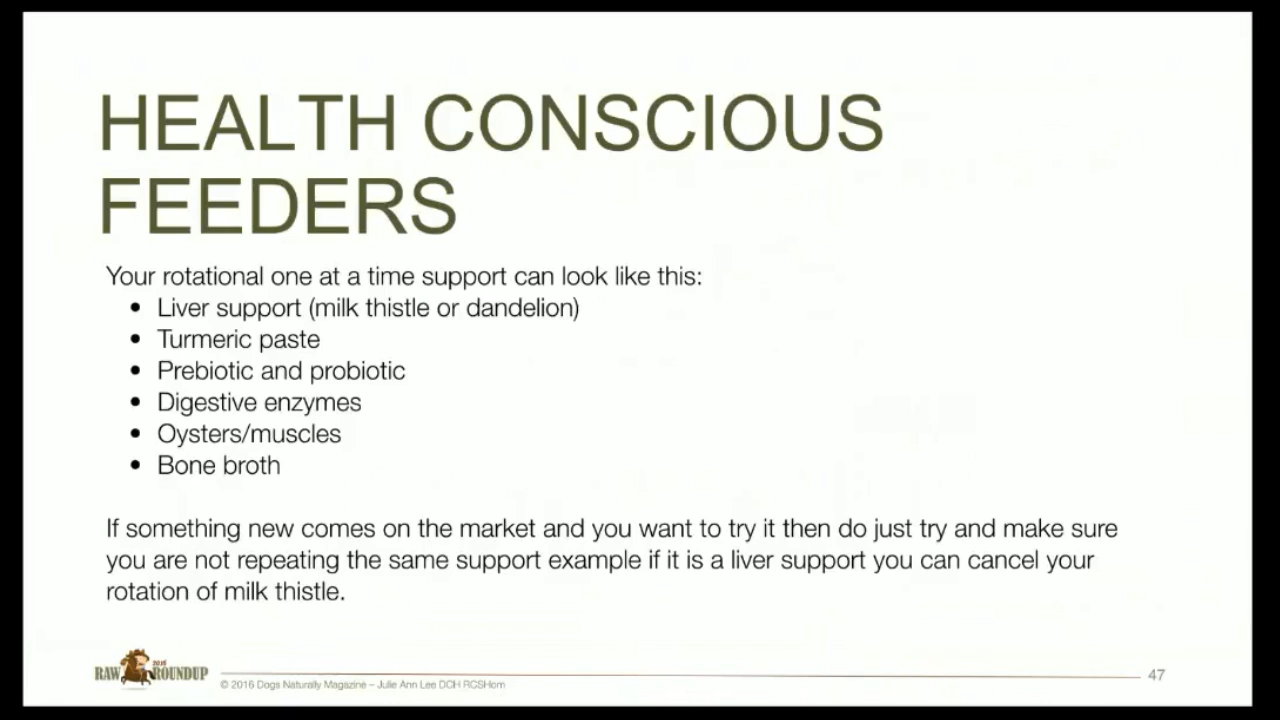 HEALTH CONSCIOUS
FEEDERS
Your rotational one at a time support can look like this:
• Liver support (milk thistle or dandelion)
• Turmeric paste
• Prebiotic and probiotic
• Digestive enzymes
• Oysters/muscles
• Bone broth
If something new comes on the market and you want to try it then do just try and make sure
you are not repeating the same support example if it is a liver support you can cancel your
rotation of milk thistle.
RAW 2016 ROUNDUP
© 2016 Dogs Naturally Magazine – Julie Ann Lee DCH RCSHom
47